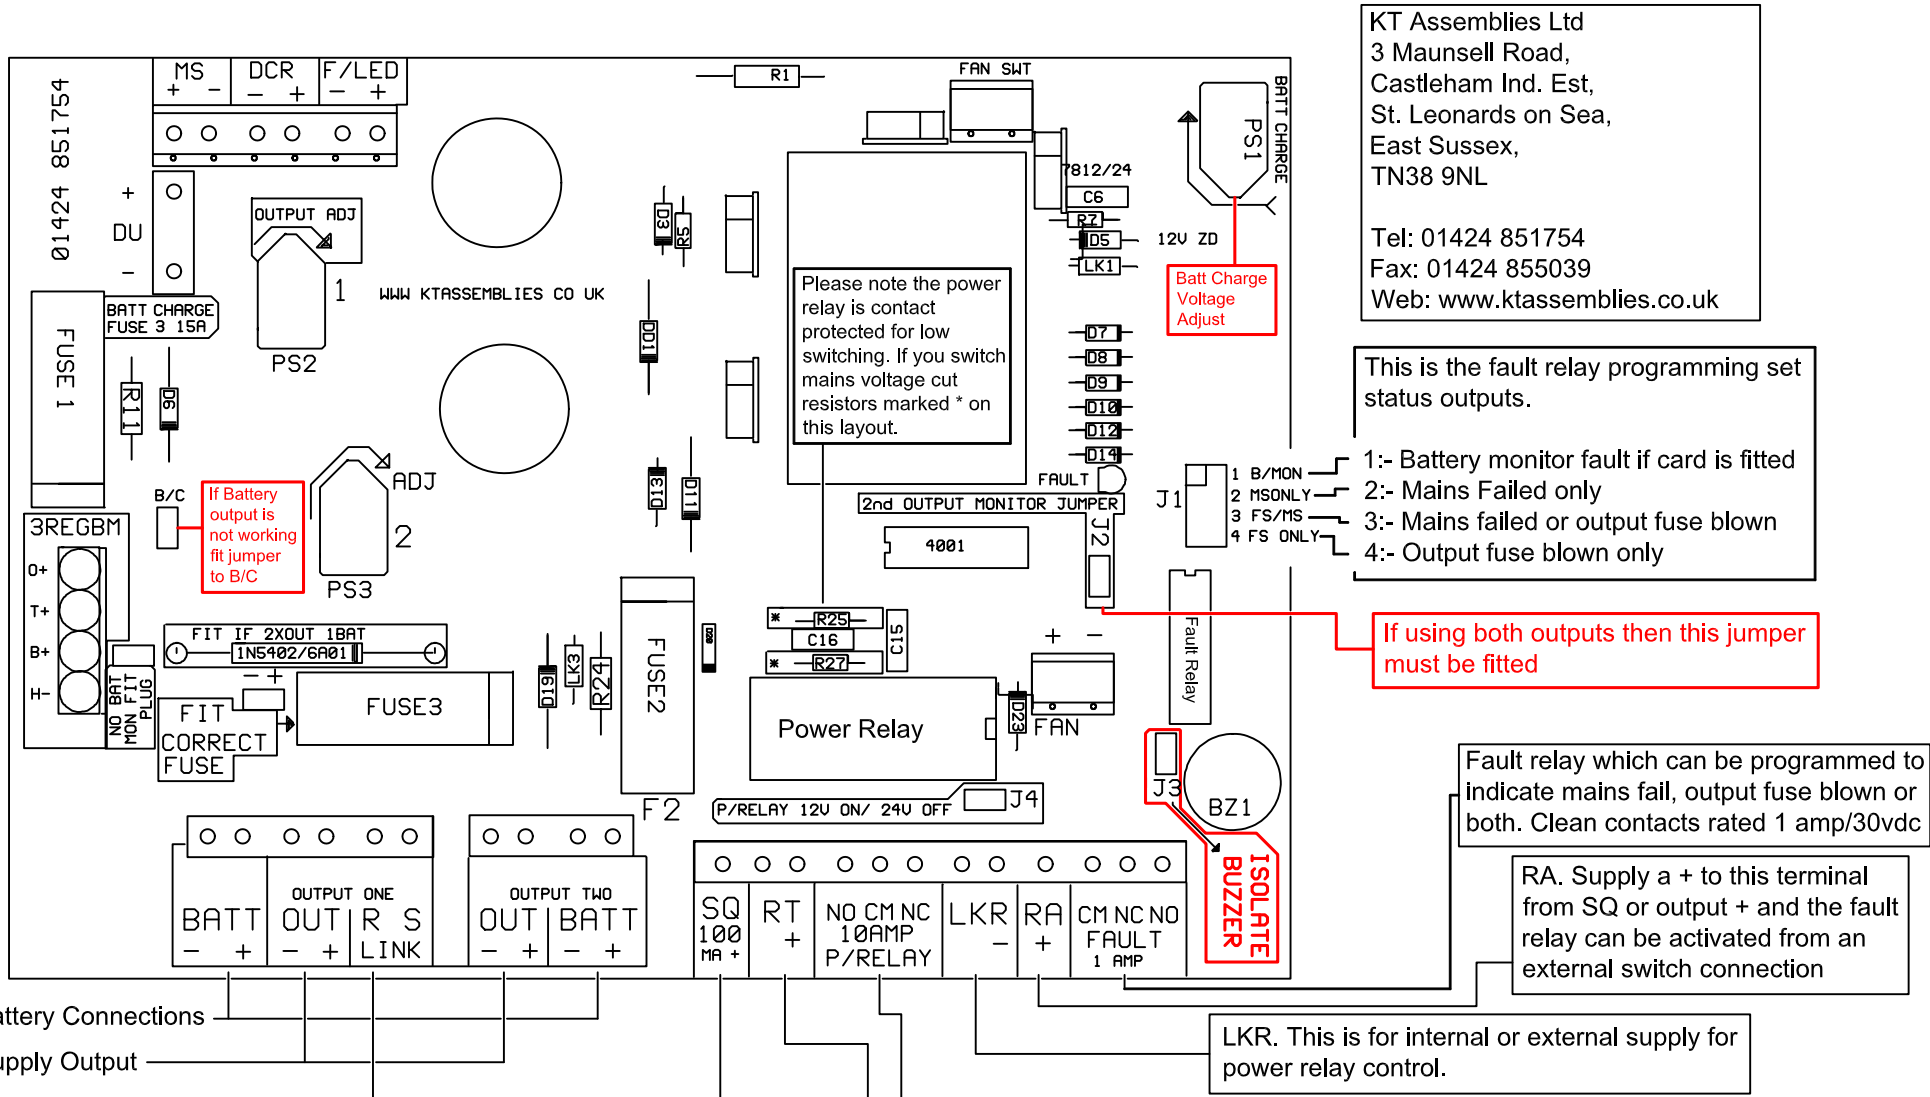 KT Assemblies Ltd
3 Maunsell Road,
Castleham Ind. Est,
St. Leonards on Sea,
East Sussex,
TN38 9NL
Tel: 01424 851754
Fax: 01424 855039
Web: www.ktassemblies.co.uk
01424 851754
MS DCR F/LED
+ - - + - +
R1
FAN SWT
PS1
BATT CHARGE
7812/24
C6
R7
D5 12V ZD
LK1
Batt Charge
Voltage
Adjust
+
DU
-
OUTPUT ADJ
1
PS2
WWW KTASSEMBLIES CO UK
D3
R5
DD1
BATT CHARGE
FUSE 3 15A
FUSE 1
R11
D6
Please note the power
relay is contact
protected for low
switching. If you switch
mains voltage cut
resistors marked * on
this layout.
D7
D8
D9
D10
D12
D14
FAULT
This is the fault relay programming set
status outputs.
1:- Battery monitor fault if card is fitted
2:- Mains Failed only
3:- Mains failed or output fuse blown
4:- Output fuse blown only
J1
1 B/MON
2 MSONLY
3 FS/MS
4 FS ONLY
2nd OUTPUT MONITOR JUMPER
J2
4001
D13
D11
ADJ
2
PS3
B/C
If Battery
output is
not working
fit jumper
to B/C
3REGBM
O+
T+
B+
H-
NO BAT
MON FIT
PLUG
FIT IF 2XOUT 1BAT
1N5402/6A01
- +
FIT
CORRECT
FUSE
FUSE3
D19
LK3
R24
FUSE2
F2
D20
* R25
C16
* R27
C15
Power Relay
+ -
FAN
D23
Fault Relay
If using both outputs then this jumper
must be fitted
J3
BZ1
ISOLATE
BUZZER
P/RELAY 12V ON/ 24V OFF
J4
Fault relay which can be programmed to
indicate mains fail, output fuse blown or
both. Clean contacts rated 1 amp/30vdc
RA. Supply a + to this terminal
from SQ or output + and the fault
relay can be activated from an
external switch connection
OUTPUT ONE
BATT OUT R S
- + - + LINK
OUTPUT TWO
OUT BATT
- + - +
SQ
100
MA +
RT
+
NO CM NC
10AMP
P/RELAY
LKR
-
RA
+
CM NC NO
FAULT
1 AMP
attery Connections
upply Output
LKR. This is for internal or external supply for
power relay control.